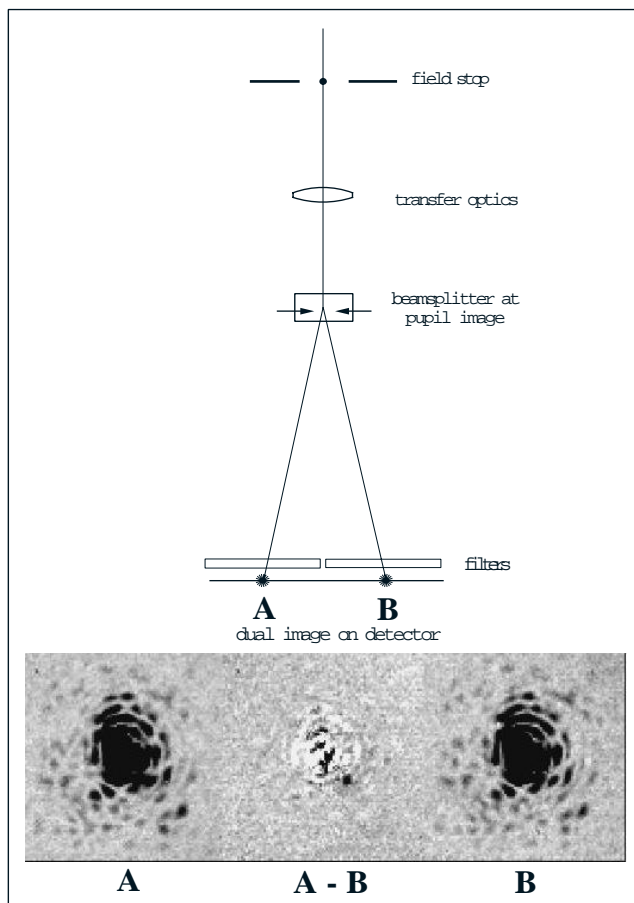 field stop
transfer optics
beamsplitter at
pupil image
filters
A B
dual image on detector
A A - B B